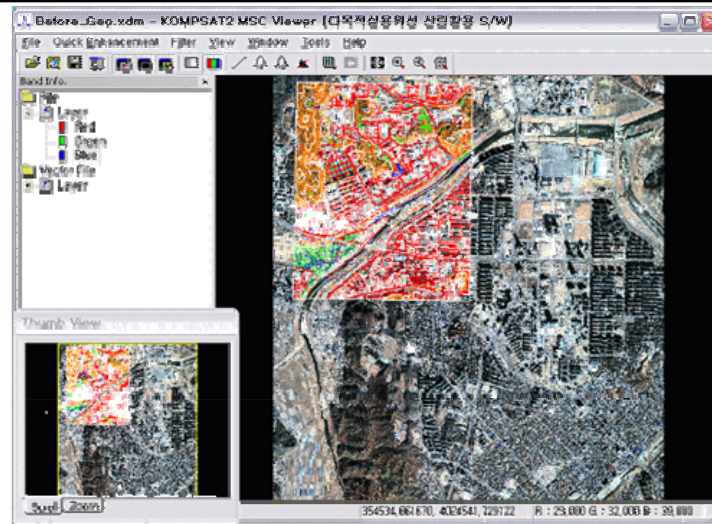 Before_Geo.xdm - KOMPSAT2 MSC Viewer [다목적실용위성 산림활용 S/W]
File Quick Enhancement Filter View Window Tools Help
Band Info.
File
Layer
Red
Green
Blue
Vector File
Layer
Thumb View
Scroll Zoom
354534,661670, 4024541,729722 R : 29,000 G : 32,000 B : 39,000